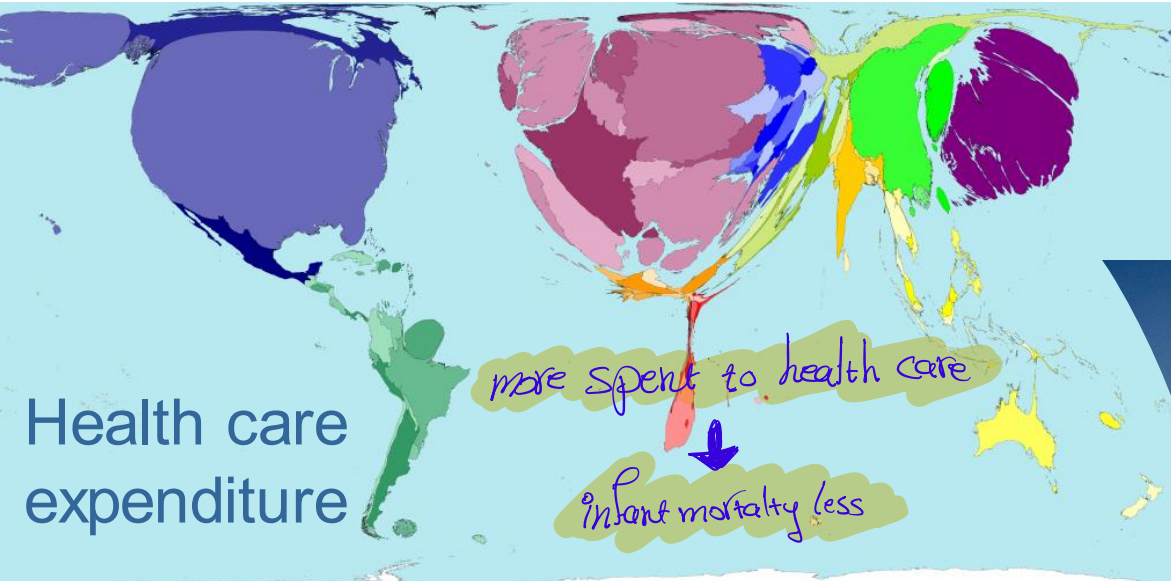 more spent to health care
Health care
expenditure
infant mortalty less